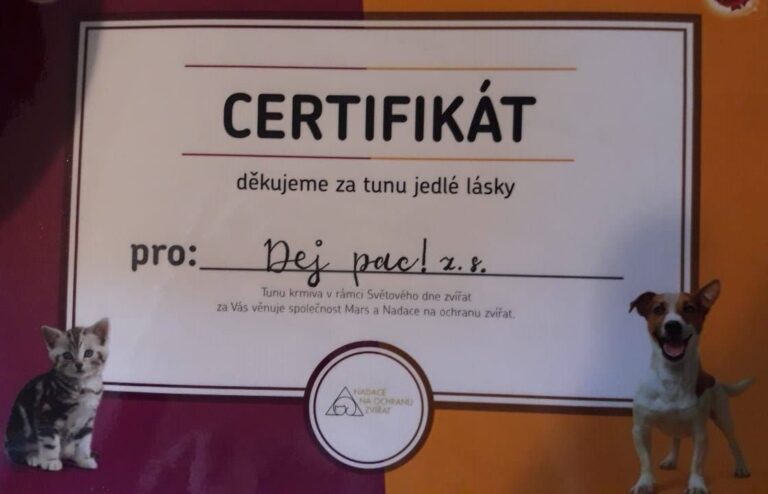 CERTIFIKÁT
děkujeme za tunu jedlé lásky
pro: Dej pac! z. s.
Tunu krmiva v rámci Světového dne zvířat
za Vás věnuje společnost Mars a Nadace na ochranu zvířat.
NADACE
NA OCHRANU
ZVÍŘAT